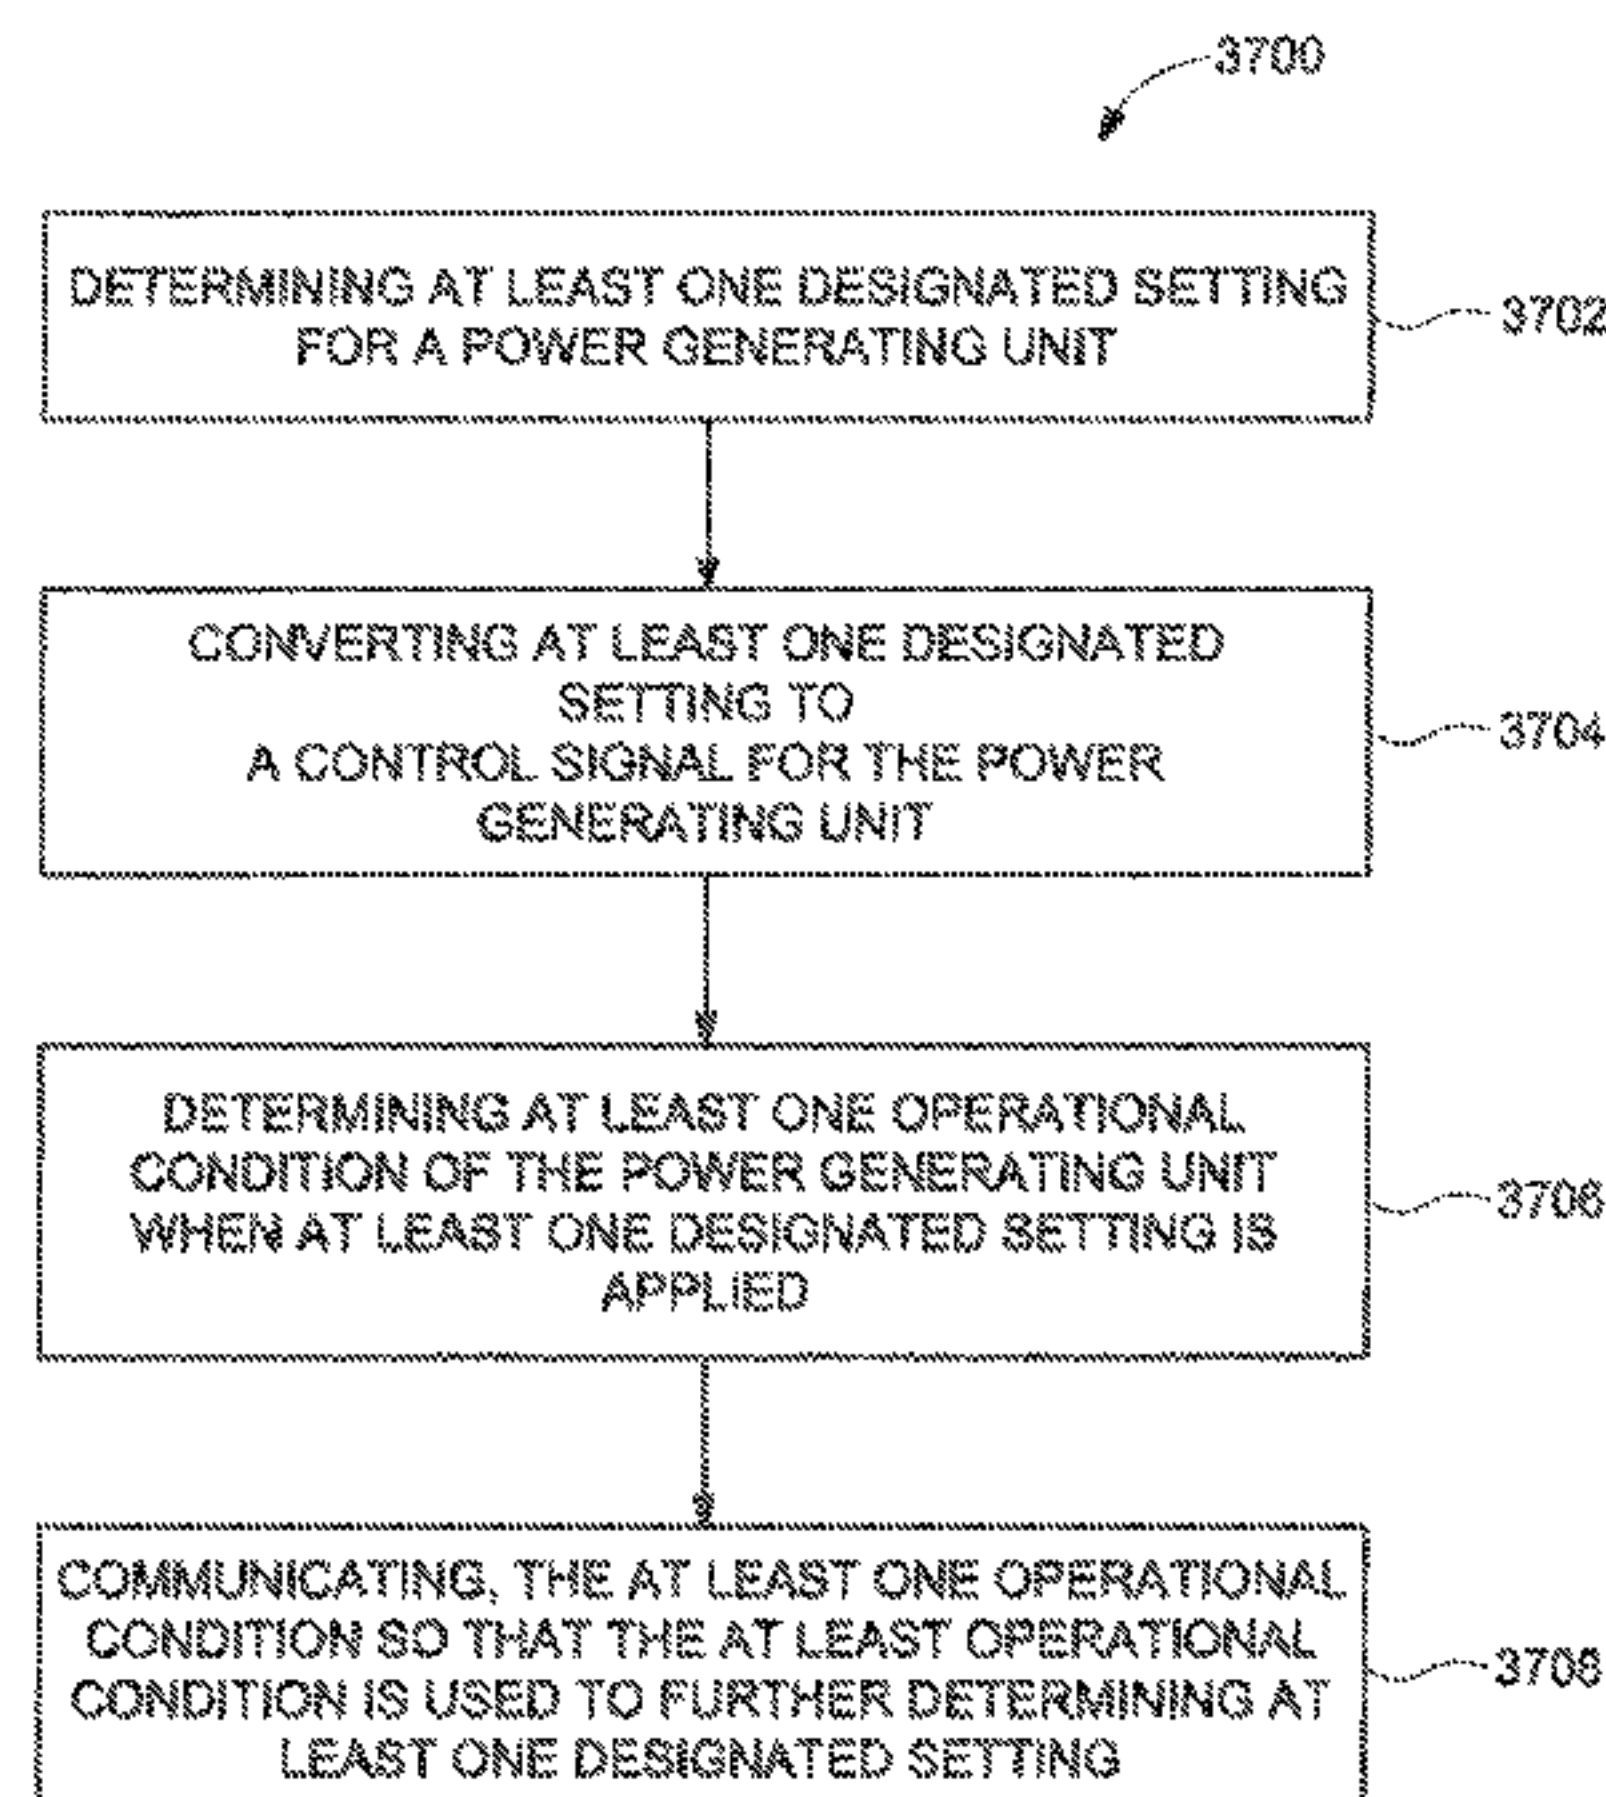 3700
DETERMINING AT LEAST ONE DESIGNATED SETTING
FOR A POWER GENERATING UNIT
3702
CONVERTING AT LEAST ONE DESIGNATED
SETTING TO
A CONTROL SIGNAL FOR THE POWER
GENERATING UNIT
3704
DETERMINING AT LEAST ONE OPERATIONAL
CONDITION OF THE POWER GENERATING UNIT
WHEN AT LEAST ONE DESIGNATED SETTING IS
APPLIED
3706
COMMUNICATING, THE AT LEAST ONE OPERATIONAL
CONDITION SO THAT THE AT LEAST OPERATIONAL
CONDITION IS USED TO FURTHER DETERMINING AT
LEAST ONE DESIGNATED SETTING
3708